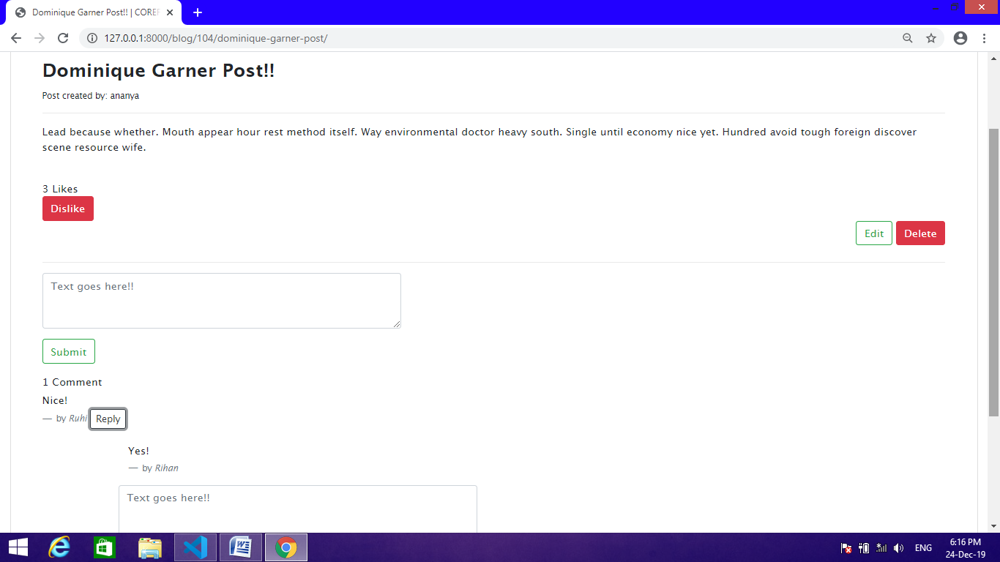 Dominique Garner Post!! | COREF
127.0.0.1:8000/blog/104/dominique-garner-post/
Dominique Garner Post!!
Post created by: ananya
Lead because whether. Mouth appear hour rest method itself. Way environmental doctor heavy south. Single until economy nice yet. Hundred avoid tough foreign discover
scene resource wife.
3 Likes
Dislike
Edit Delete
Text goes here!!
Submit
1 Comment
Nice!
— by Ruhi Reply
Yes!
— by Rihan
Text goes here!!
ENG 6:16 PM
24-Dec-19